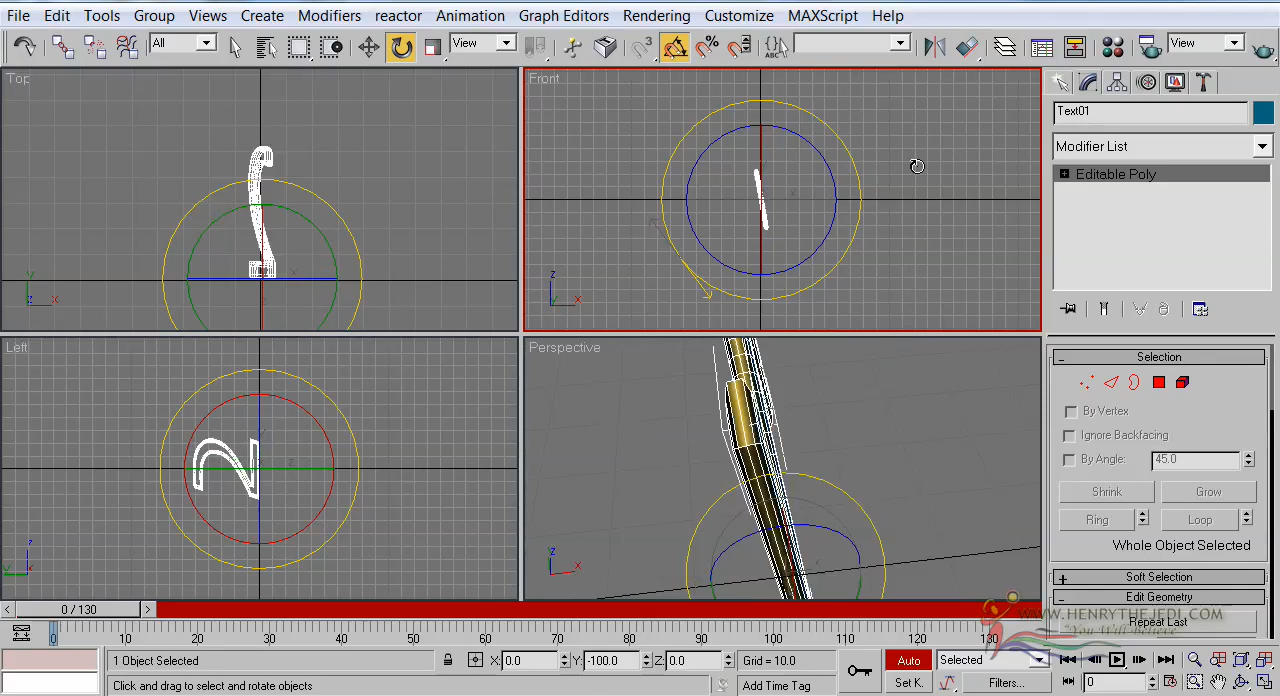 File Edit Tools Group Views Create Modifiers reactor Animation Graph Editors Rendering Customize MAXScript Help
All View 3 % ABC View
Top
Front
Text01
Modifier List
Editable Poly
Left
Perspective
Selection
By Vertex
Ignore Backfacing
By Angle: 45.0
Shrink Grow
Ring Loop
Whole Object Selected
Soft Selection
Edit Geometry
Repeat Last
WWW.HENRYTHEJEDI.COM
"You Will believe"
0 / 130
0 10 20 30 40 60 70 80 90 100 110 120 130
1 Object Selected X: 0.0 Y: -100.0 Z: 0.0 Grid = 10.0 Auto Selected
Click and drag to select and rotate objects Add Time Tag Set K. Filters... 0